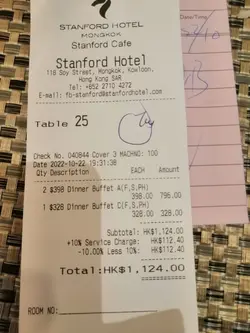 STANFORD HOTEL
MONGKOK
Stanford Cafe
Stanford Hotel
118 Soy Street, Mongkok, Kowloon,
Hong Kong SAR
Tel: +852 2710 4272
E-mail: fb-stanford@stanfordhotel.com
Table 25
Check No. 040844 Cover 3 MACHNO: 100
Date 2022-10-22 19:31:38
Qty Description EACH Amount
2 $398 Dinner Buffet A(F,S,PH)
398.00 796.00
1 $328 Dinner Buffet C(F,S,PH)
328.00 328.00
Subtotal: HK$1,124.00
+10% Service Charge: HK$112.40
-10.00% Less 10%: HK$112.40
Total:HK$1,124.00
ROOM NO:
Date/Time